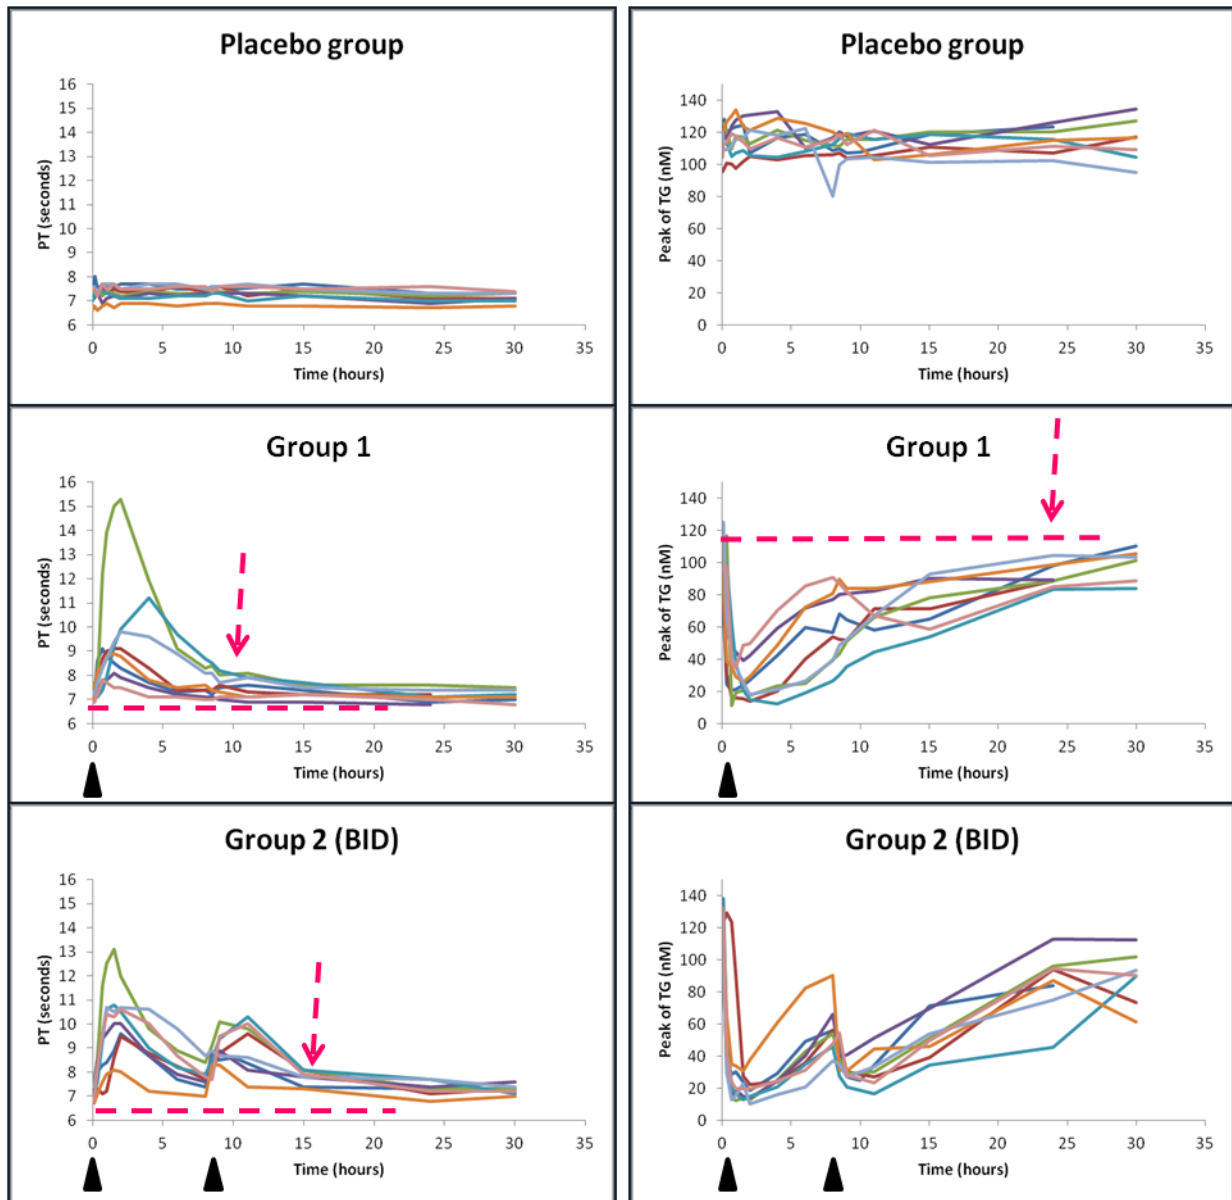 Placebo group
PT (seconds)
16
15
14
13
12
11
10
9
8
7
6
0 5 10 15 20 25 30 35
Time (hours)
Placebo group
Peak of TG (nM)
140
120
100
80
60
40
20
0
0 5 10 15 20 25 30 35
Time (hours)
Group 1
PT (seconds)
16
15
14
13
12
11
10
9
8
7
6
0 5 10 15 20 25 30 35
Time (hours)
Group 1
Peak of TG (nM)
140
120
100
80
60
40
20
0
0 5 10 15 20 25 30 35
Time (hours)
Group 2 (BID)
PT (seconds)
16
15
14
13
12
11
10
9
8
7
6
0 5 10 15 20 25 30 35
Time (hours)
Group 2 (BID)
Peak of TG (nM)
140
120
100
80
60
40
20
0
0 5 10 15 20 25 30 35
Time (hours)